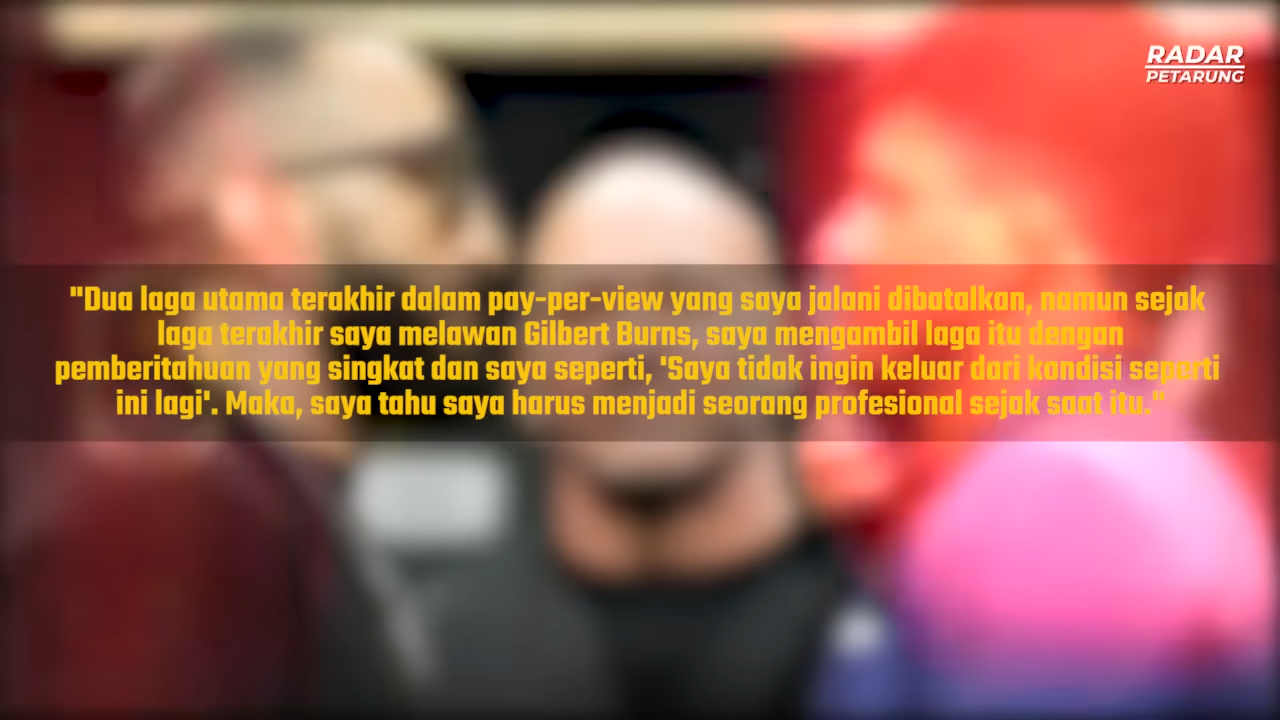 RADAR
PETARUNG
"Dua laga utama terakhir dalam pay-per-view yang saya jalani dibatalkan, namun sejak
laga terakhir saya melawan Gilbert Burns, saya mengambil laga itu dengan
pemberitahuan yang singkat dan saya seperti, 'Saya tidak ingin keluar dari kondisi seperti
ini lagi'. Maka, saya tahu saya harus menjadi seorang profesional sejak saat itu."